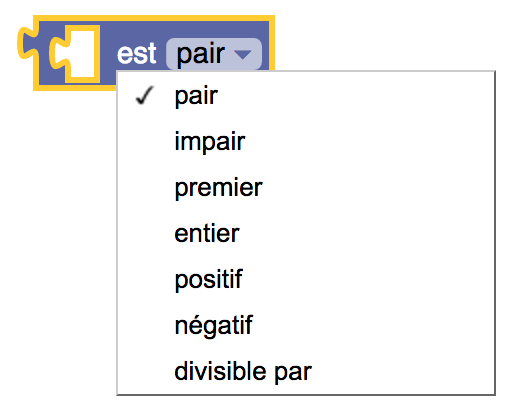 est pair
pair
impair
premier
entier
positif
négatif
divisible par